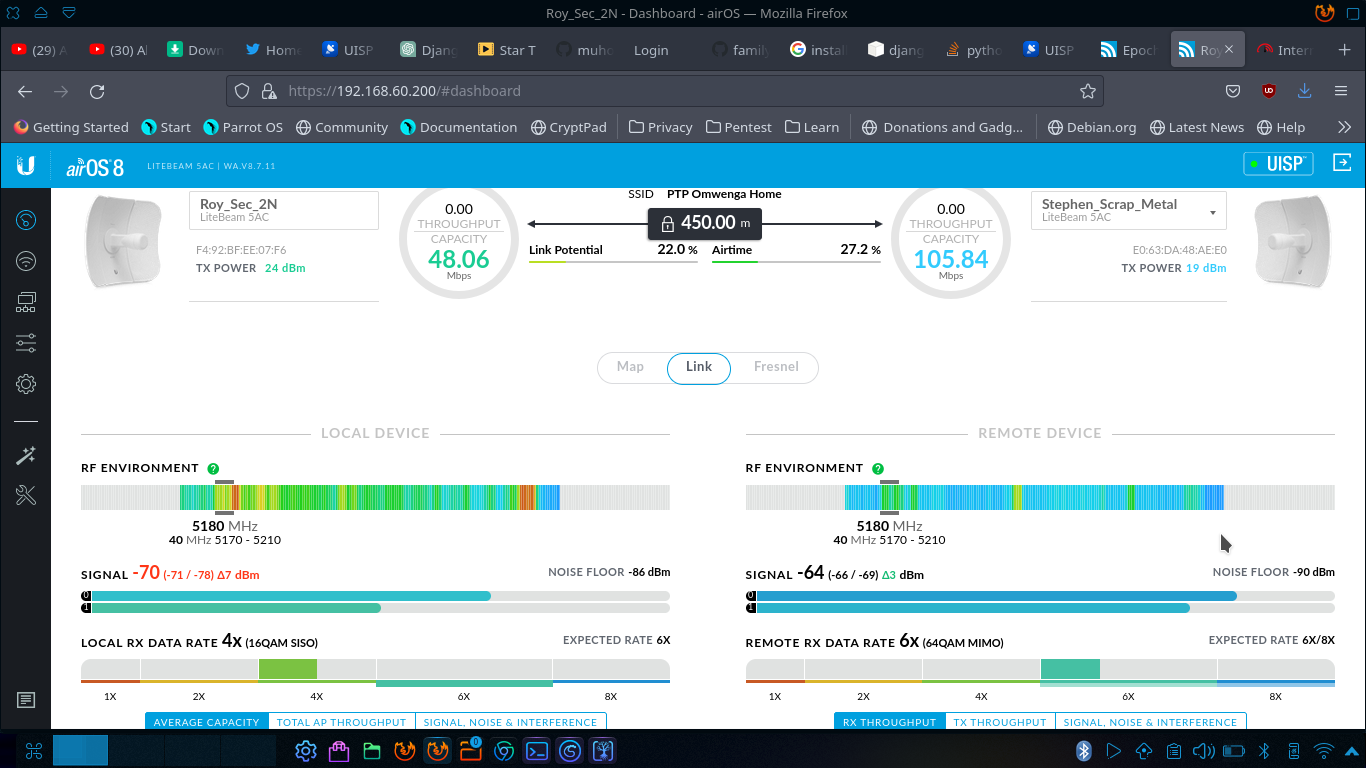 Roy_Sec_2N - Dashboard - airOS — Mozilla Firefox
(29) A
(30) Al
Down
Home
UISP
Djang
Star T
muho
Login
family
install
djang
pytho
UISP
Epoch
Roy
Intern
https://192.168.60.200/#dashboard
Getting Started
Start
Parrot OS
Community
Documentation
CryptPad
Privacy
Pentest
Learn
Donations and Gadg...
Debian.org
Latest News
Help
airOS 8
LITEBEAM 5AC | WA.V8.7.11
UISP
SSID PTP Omwenga Home
Roy_Sec_2N
LiteBeam 5AC
F4:92:BF:EE:07:F6
TX POWER 24 dBm
0.00
THROUGHPUT
CAPACITY
48.06
Mbps
450.00 m
Link Potential 22.0 %
Airtime 27.2 %
0.00
THROUGHPUT
CAPACITY
105.84
Mbps
Stephen_Scrap_Metal
LiteBeam 5AC
E0:63:DA:48:AE:E0
TX POWER 19 dBm
Map
Link
Fresnel
LOCAL DEVICE
RF ENVIRONMENT ?
5180 MHz
40 MHz 5170 - 5210
SIGNAL -70 (-71 / -78) Δ7 dBm
NOISE FLOOR -86 dBm
0
1
LOCAL RX DATA RATE 4x (16QAM SISO)
EXPECTED RATE 6X
1X
2X
4X
6X
8X
AVERAGE CAPACITY
TOTAL AP THROUGHPUT
SIGNAL, NOISE & INTERFERENCE
REMOTE DEVICE
RF ENVIRONMENT ?
5180 MHz
40 MHz 5170 - 5210
SIGNAL -64 (-66 / -69) Δ3 dBm
NOISE FLOOR -90 dBm
0
1
REMOTE RX DATA RATE 6x (64QAM MIMO)
EXPECTED RATE 6X/8X
1X
2X
4X
6X
8X
RX THROUGHPUT
TX THROUGHPUT
SIGNAL, NOISE & INTERFERENCE